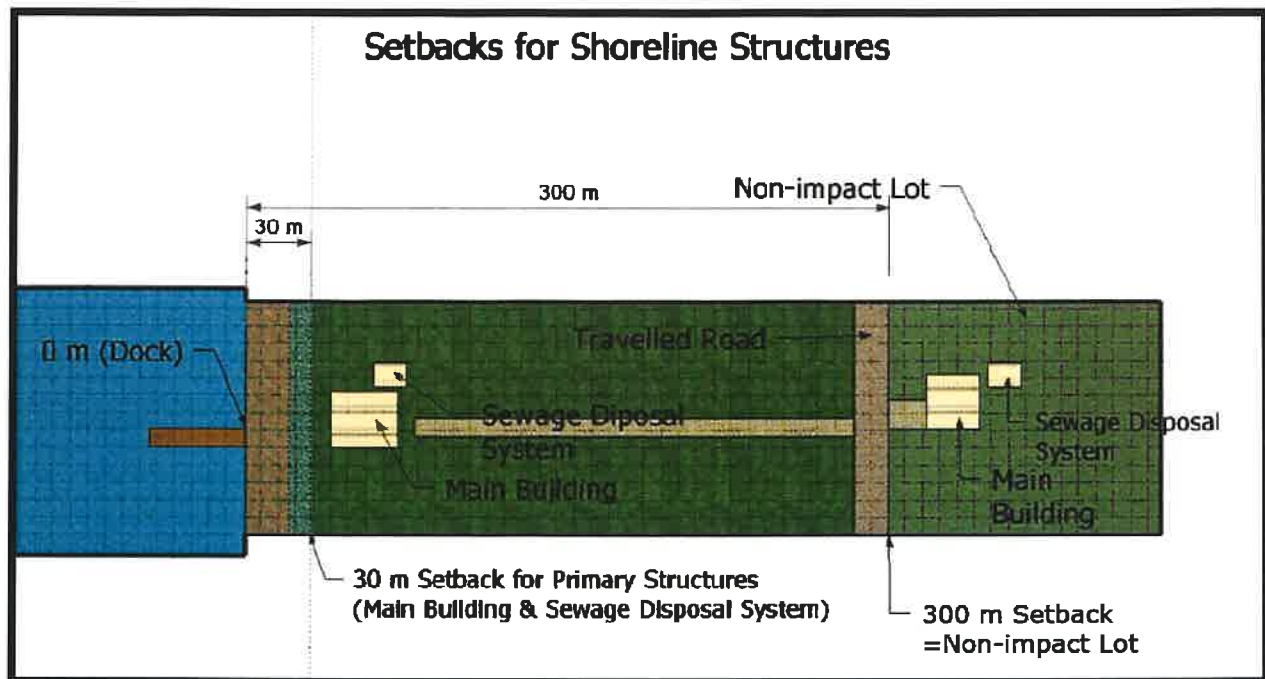 Setbacks for Shoreline Structures
Non-impact Lot
300 m
30 m
0 m (Dock)
Travelled Road
Sewage Diposal
System
Main Building
Sewage Disposal
System
Main
Building
30 m Setback for Primary Structures
(Main Building & Sewage Disposal System)
300 m Setback
=Non-impact Lot